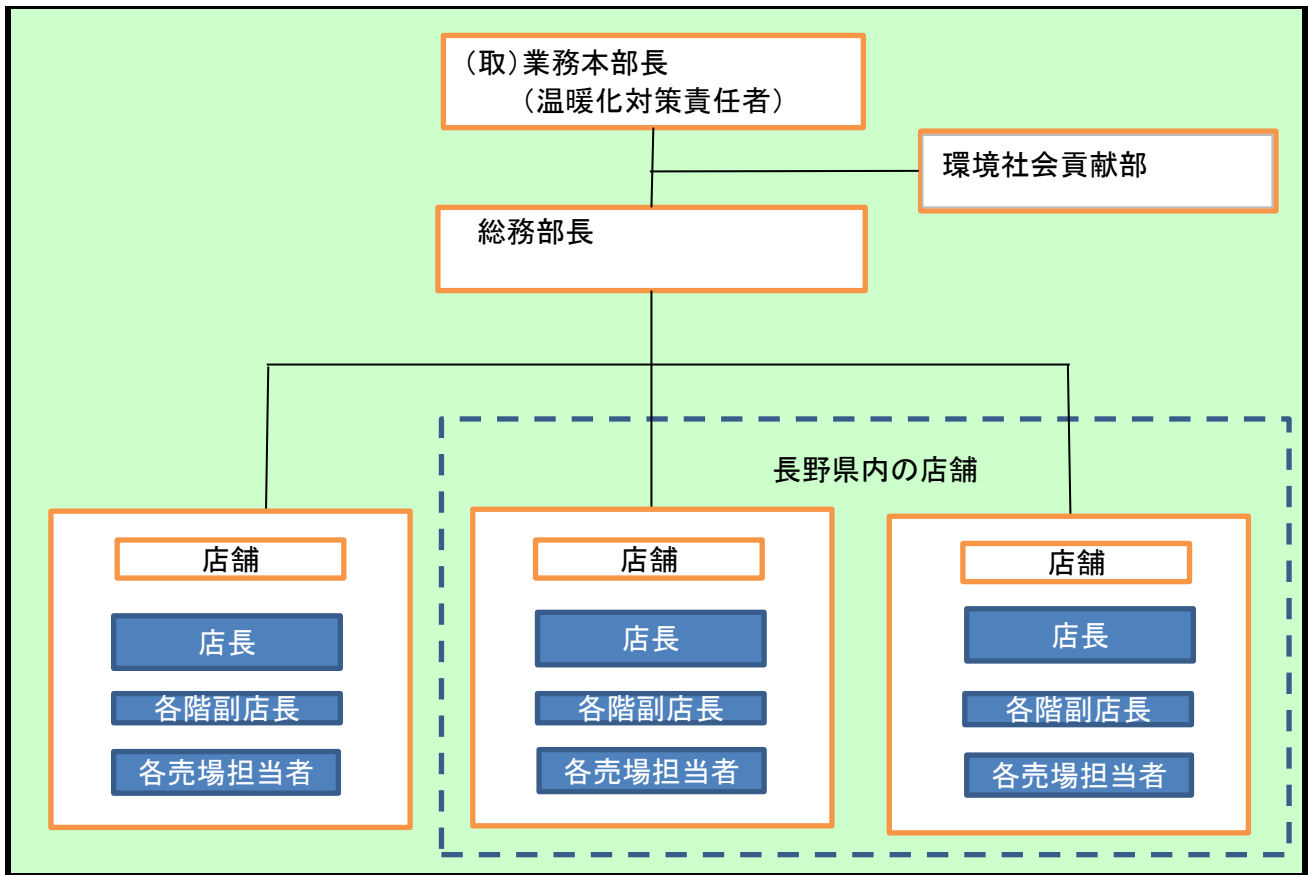 （取）業務本部長
（温暖化対策責任者）
環境社会貢献部
総務部長
長野県内の店舗
店舗
店長
各階副店長
各売場担当者
店舗
店長
各階副店長
各売場担当者
店舗
店長
各階副店長
各売場担当者